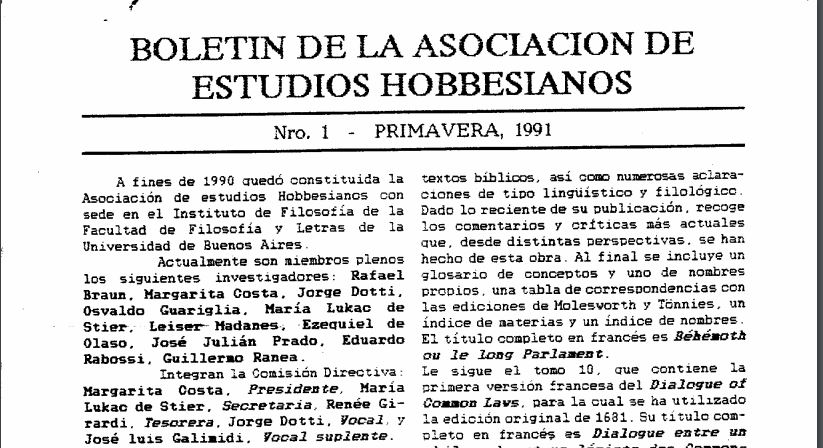 BOLETIN DE LA ASOCIACION DE
ESTUDIOS HOBBESIANOS
Nro. 1 - PRIMAVERA, 1991
A fines de 1990 quedó constituida la
Asociación de estudios Hobbesianos con
sede en el Instituto de Filosofía de la
Facultad de Filosofía y Letras de la
Universidad de Buenos Aires.
Actualmente son miembros plenos
los siguientes investigadores: Rafael
Braun, Margarita Costa, Jorge Dotti,
Osvaldo Guariglia, María Lukac de
Stier, Leiser Madanes, Ezequiel de
Olaso, José Julián Prado, Eduardo
Rabossi, Guillermo Ranea.
Integran la Comisión Directiva:
Margarita Costa, Presidente, María
Lukac de Stier, Secretaria, Renée Gi-
rardi, Tesorera, Jorge Dotti, Vocal, y
José luis Galimidi, Vocal suplente.
textos bíblicos, así como numerosas aclara-
ciones de tipo lingüístico y filológico.
Dado lo reciente de su publicación, recoge
los comentarios y críticas más actuales
que, desde distintas perspectivas, se han
hecho de esta obra. Al final se incluye un
glosario de conceptos y uno de nombres
propios, una tabla de correspondencias con
las ediciones de Molesworth y Tönnies, un
índice de materias y un índice de nombres.
El título completo en francés es Béhémoth
ou le long Parlament.
Le sigue el tomo 10, que contiene la
primera versión francesa del Dialogue of
Common Laws, para la cual se ha utilizado
la edición original de 1681. Su título com-
pleto en francés es Dialogue entre un